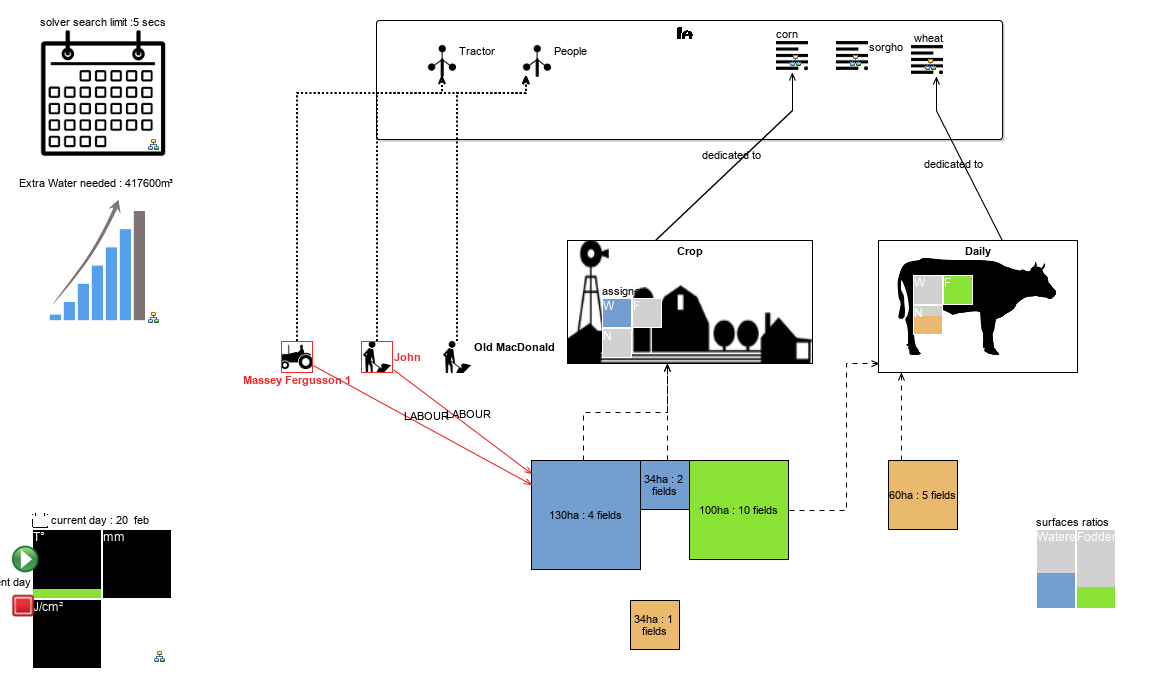 solver search limit :5 secs
Tractor
People
corn
sorgho
wheat
dedicated to
dedicated to
Extra Water needed : 417600m³
Crop
assigne
W
F
N
Daily
W
F
N
Massey Fergusson 1
John
Old MacDonald
LABOUR
LABOUR
130ha : 4 fields
34ha : 2
fields
100ha : 10 fields
60ha : 5 fields
34ha : 1
fields
current day : 20 feb
T°
mm
ent day
J/cm²
surfaces ratios
Watere
Fodder